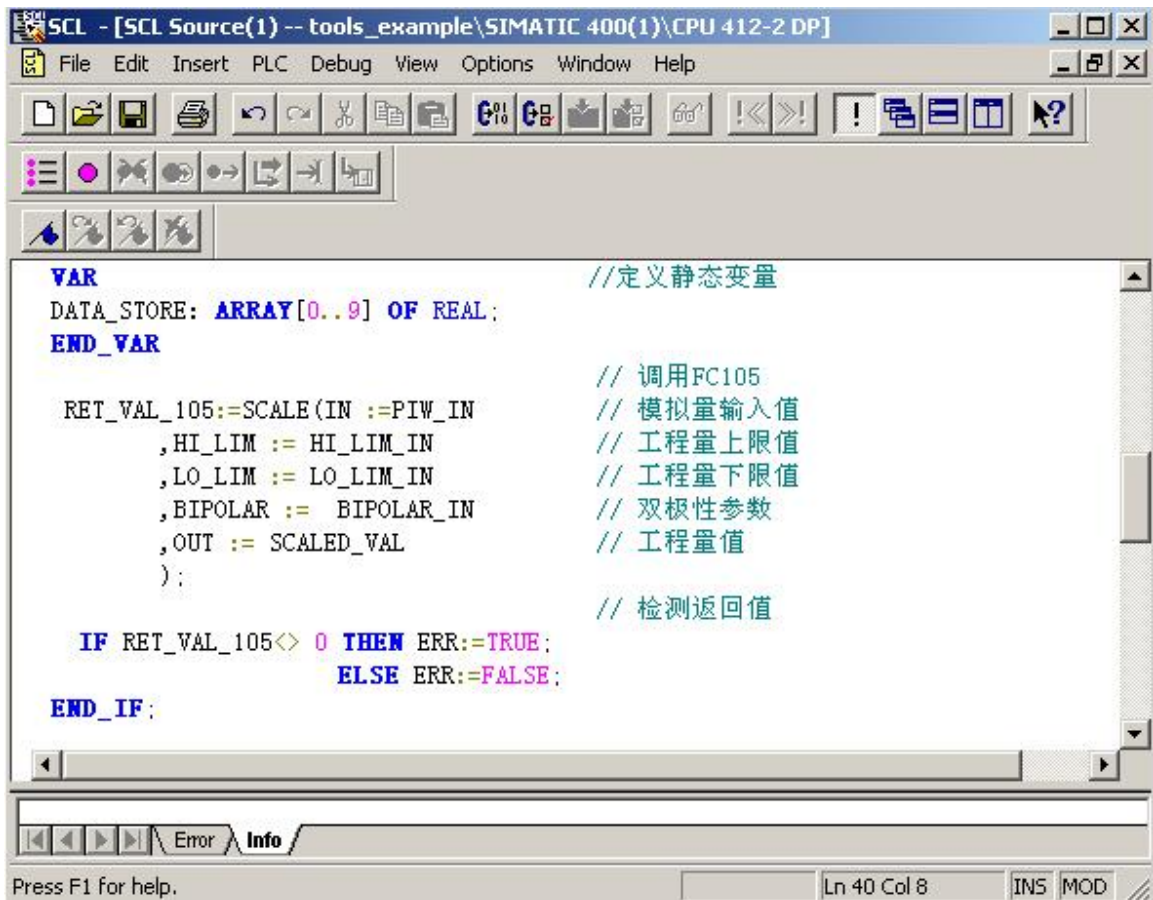 SCL - [SCL Source(1) -- tools_example\SIMATIC 400(1)\CPU 412-2 DP]
File Edit Insert PLC Debug View Options Window Help
VAR //定义静态变量
DATA_STORE: ARRAY[0..9] OF REAL;
END_VAR
// 调用FC105
RET_VAL_105:=SCALE(IN :=PIW_IN // 模拟量输入值
,HI_LIM := HI_LIM_IN // 工程量上限值
,LO_LIM := LO_LIM_IN // 工程量下限值
,BIPOLAR := BIPOLAR_IN // 双极性参数
,OUT := SCALED_VAL // 工程量值
);
// 检测返回值
IF RET_VAL_105<> 0 THEN ERR:=TRUE;
ELSE ERR:=FALSE;
END_IF;
Error Info
Press F1 for help. Ln 40 Col 8 INS MOD